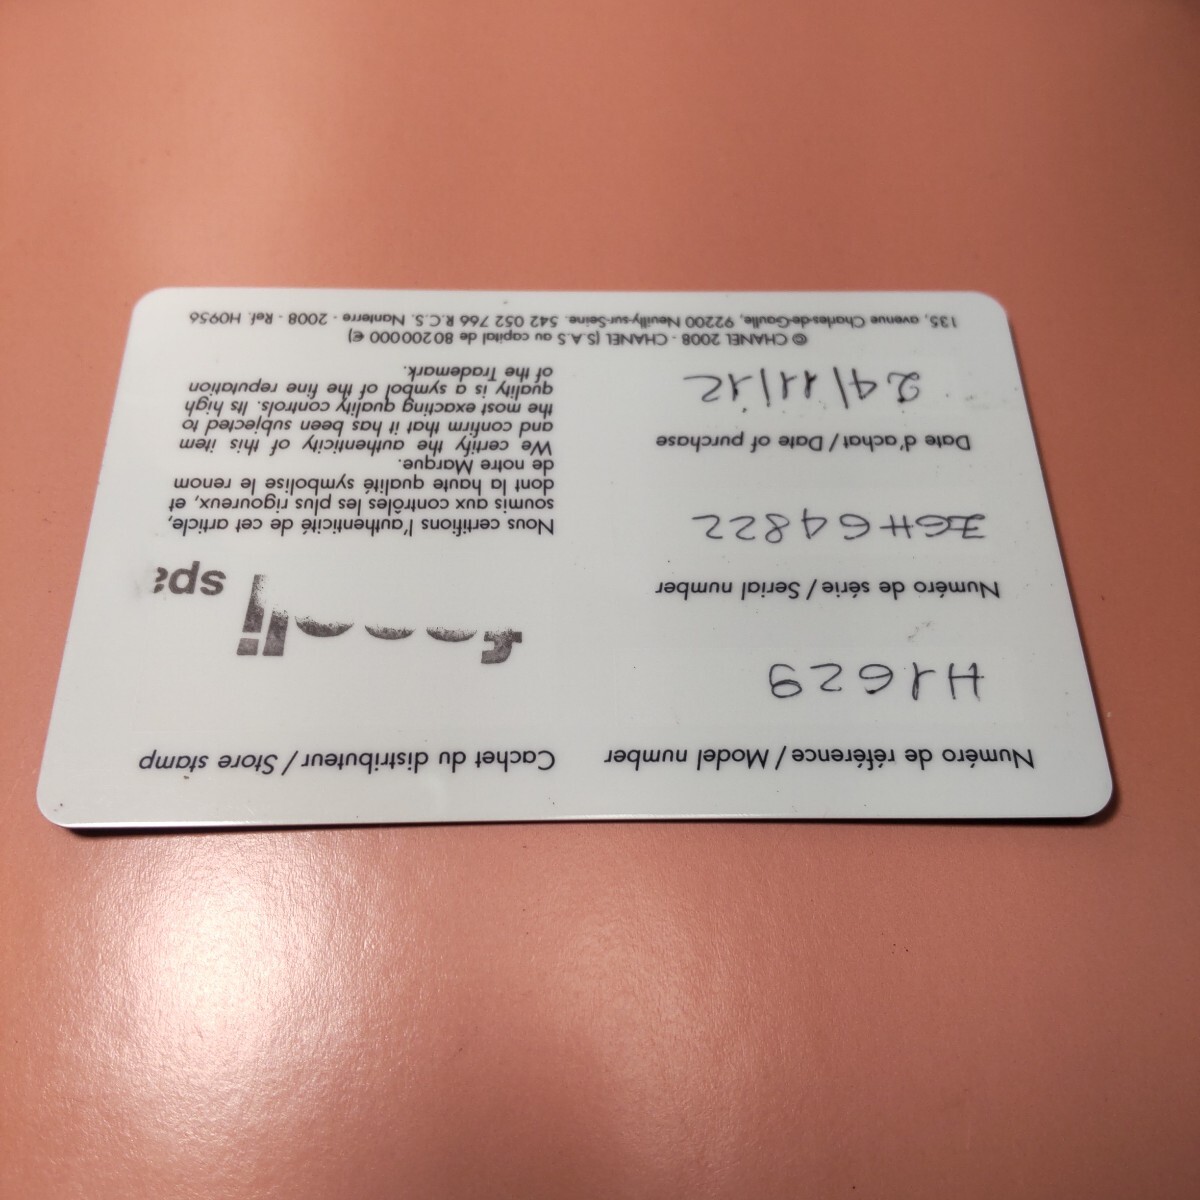 Numéro de référence / Model number
H1629
Numéro de série / Serial number
Date d'achat / Date of purchase
24/11/12
Cachet du distributeur / Store stamp
Nous certifions l'authenticité de cet article,
soumis aux contrôles les plus rigoureux, et
dont la haute qualité symbolise le renom
de notre Marque.
We certify the authenticity of this item
and confirm that it has been subjected to
the most exacting quality controls. Its high
quality is a symbol of the fine reputation
of the Trademark.
© CHANEL 2008 - CHANEL (S.A.S au capital de 80200000 €)
135, avenue Charles-de-Gaulle, 92200 Neuilly-sur-Seine. 542 052 766 R.C.S. Nanterre - 2008 - Ref. H0956